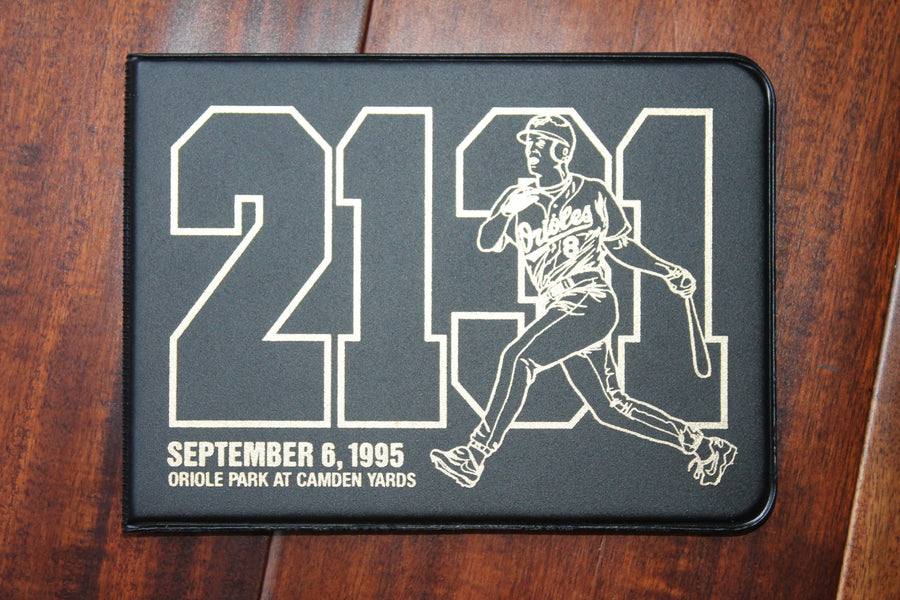 2131
Orioles
8
SEPTEMBER 6, 1995
ORIOLE PARK AT CAMDEN YARDS